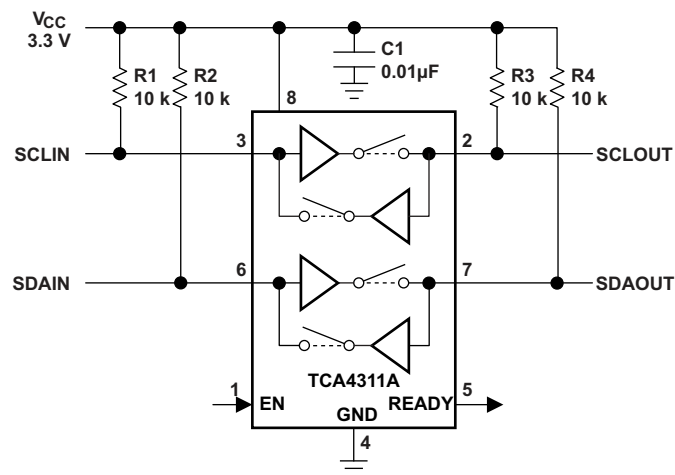 VCC
3.3 V
C1
0.01µF
R1
10 k
R2
10 k
R3
10 k
R4
10 k
8
SCLIN
3
2
SCLOUT
SDAIN
6
7
SDAOUT
TCA4311A
1
EN
READY
5
GND
4